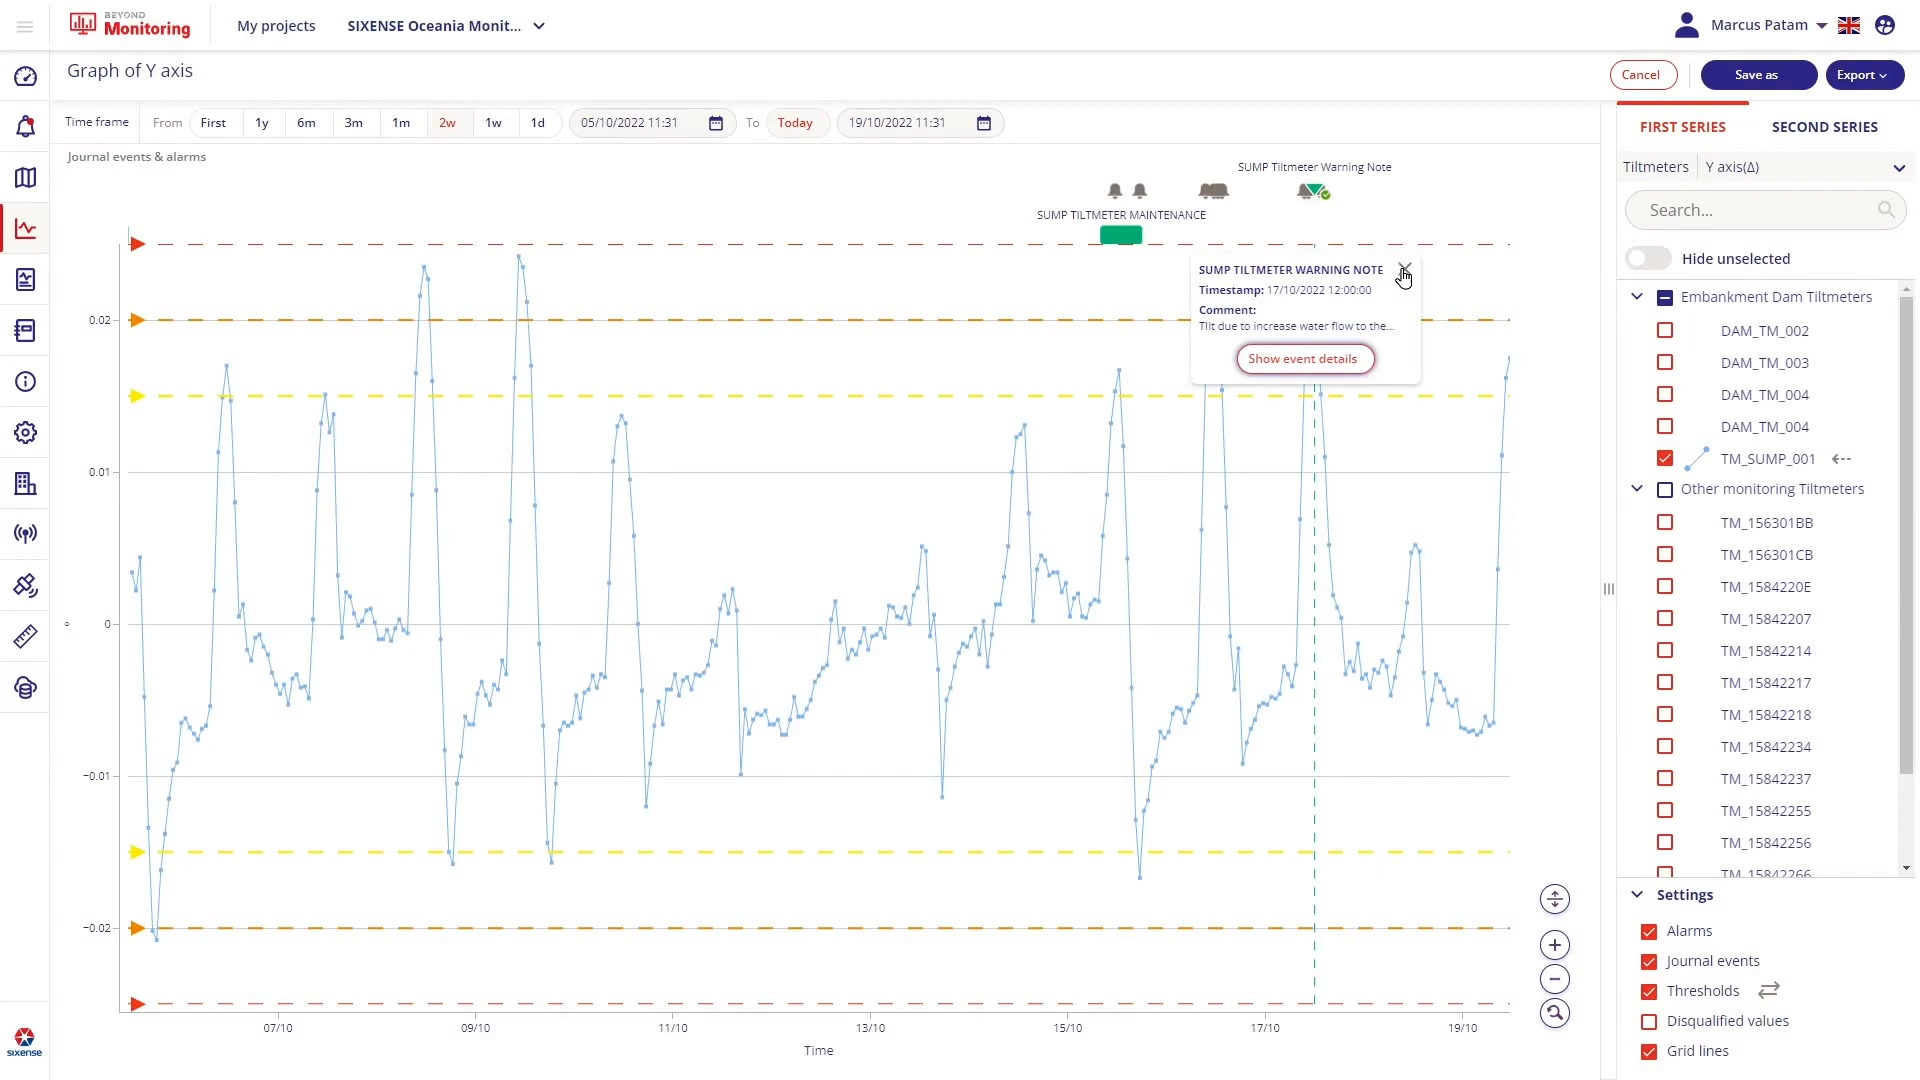 BEYOND
Monitoring
My projects
SIXENSE Oceania Monit...
Marcus Patam
Graph of Y axis
Cancel
Save as
Export
Time frame
From
First
1y
6m
3m
1m
2w
1w
1d
05/10/2022 11:31
To
Today
19/10/2022 11:31
Journal events & alarms
SUMP Tiltmeter Warning Note
SUMP TILTMETER MAINTENANCE
SUMP TILTMETER WARNING NOTE
Timestamp: 17/10/2022 12:00:00
Comment:
TIlt due to increase water flow to the...
Show event details
0.02
0.01
0
−0.01
−0.02
°
07/10
09/10
11/10
13/10
15/10
17/10
19/10
Time
FIRST SERIES
SECOND SERIES
Tiltmeters
Y axis(Δ)
Search...
Hide unselected
Embankment Dam Tiltmeters
DAM_TM_002
DAM_TM_003
DAM_TM_004
DAM_TM_004
TM_SUMP_001
Other monitoring Tiltmeters
TM_156301BB
TM_156301CB
TM_1584220E
TM_15842207
TM_15842214
TM_15842217
TM_15842218
TM_15842234
TM_15842237
TM_15842255
TM_15842256
TM_15842266
Settings
Alarms
Journal events
Thresholds
Disqualified values
Grid lines
sixense